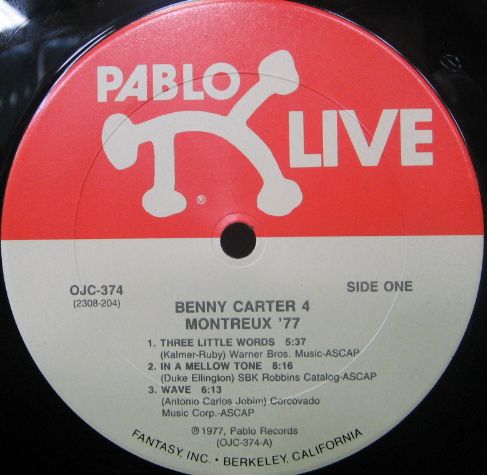 PABLO
LIVE
®
OJC-374
(2308-204)
SIDE ONE
BENNY CARTER 4
MONTREUX '77
1. THREE LITTLE WORDS 5:37
(Kalmer-Ruby) Warner Bros. Music-ASCAP
2. IN A MELLOW TONE 8:16
(Duke Ellington) SBK Robbins Catalog-ASCAP
3. WAVE 6:13
(Antonio Carlos Jobim) Corcovado
Music Corp.-ASCAP
℗ 1977, Pablo Records
(OJC-374-A)
FANTASY, INC. • BERKELEY, CALIFORNIA